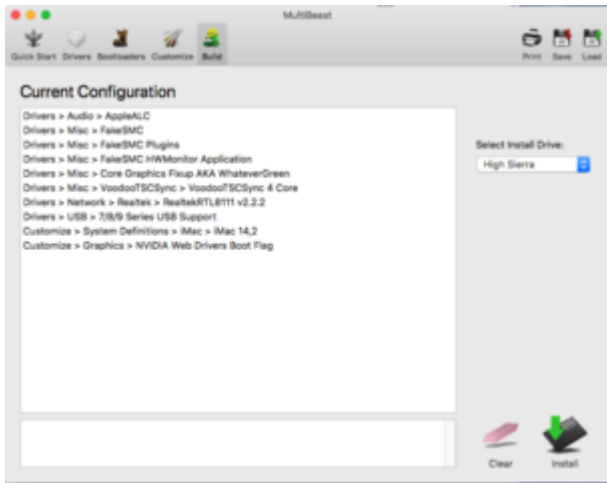 MultiBeast
Quick Start Drivers Bootloaders Customize Build Print Save Load
Current Configuration
Drivers > Audio > AppleALC
Drivers > Misc > FakeSMC
Drivers > Misc > FakeSMC Plugins
Drivers > Misc > FakeSMC HWMonitor Application
Drivers > Misc > Core Graphics Fixup AKA WhateverGreen
Drivers > Misc > VoodooTSCSync > VoodooTSCSync 4 Core
Drivers > Network > Realtek > RealtekRTL8111 v2.2.2
Drivers > USB > 7/8/9 Series USB Support
Customize > System Definitions > iMac > iMac 14,2
Customize > Graphics > NVIDIA Web Drivers Boot Flag
Select Install Drive:
High Sierra
Clear Install